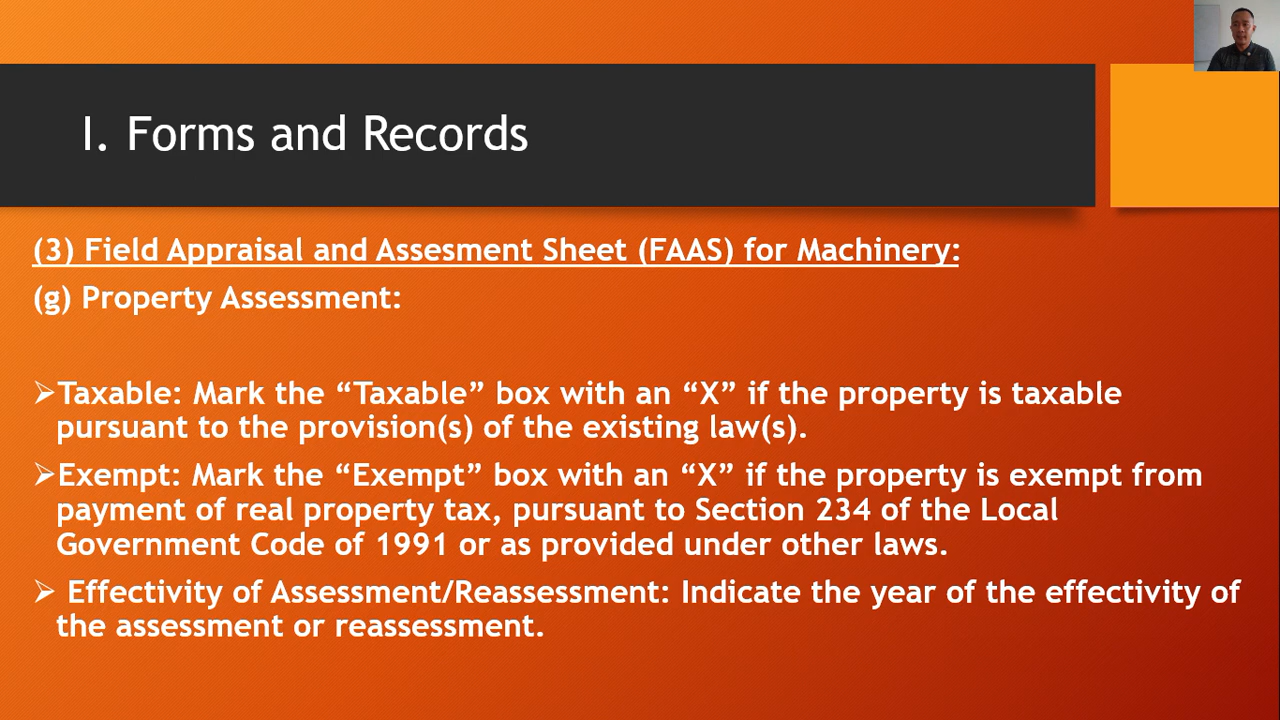 I. Forms and Records
(3) Field Appraisal and Assesment Sheet (FAAS) for Machinery:
(g) Property Assessment:
➢Taxable: Mark the “Taxable” box with an “X” if the property is taxable
pursuant to the provision(s) of the existing law(s).
➢Exempt: Mark the “Exempt” box with an “X” if the property is exempt from
payment of real property tax, pursuant to Section 234 of the Local
Government Code of 1991 or as provided under other laws.
➢ Effectivity of Assessment/Reassessment: Indicate the year of the effectivity of
the assessment or reassessment.